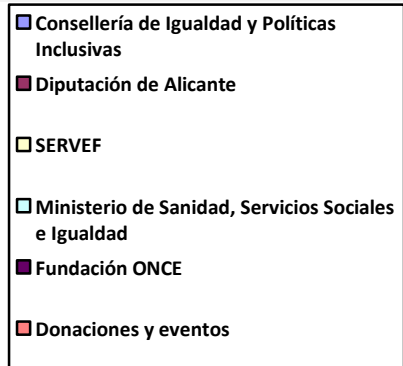 Consellería de Igualdad y Políticas
Inclusivas
Diputación de Alicante
SERVEF
Ministerio de Sanidad, Servicios Sociales
e Igualdad
Fundación ONCE
Donaciones y eventos